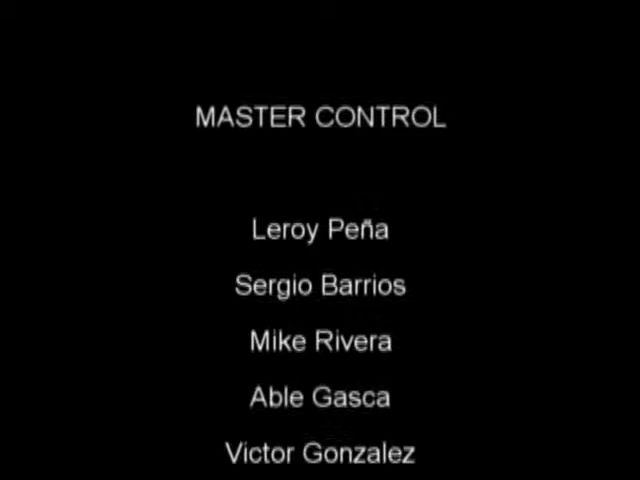 MASTER CONTROL
Leroy Peña
Sergio Barrios
Mike Rivera
Able Gasca
Victor Gonzalez